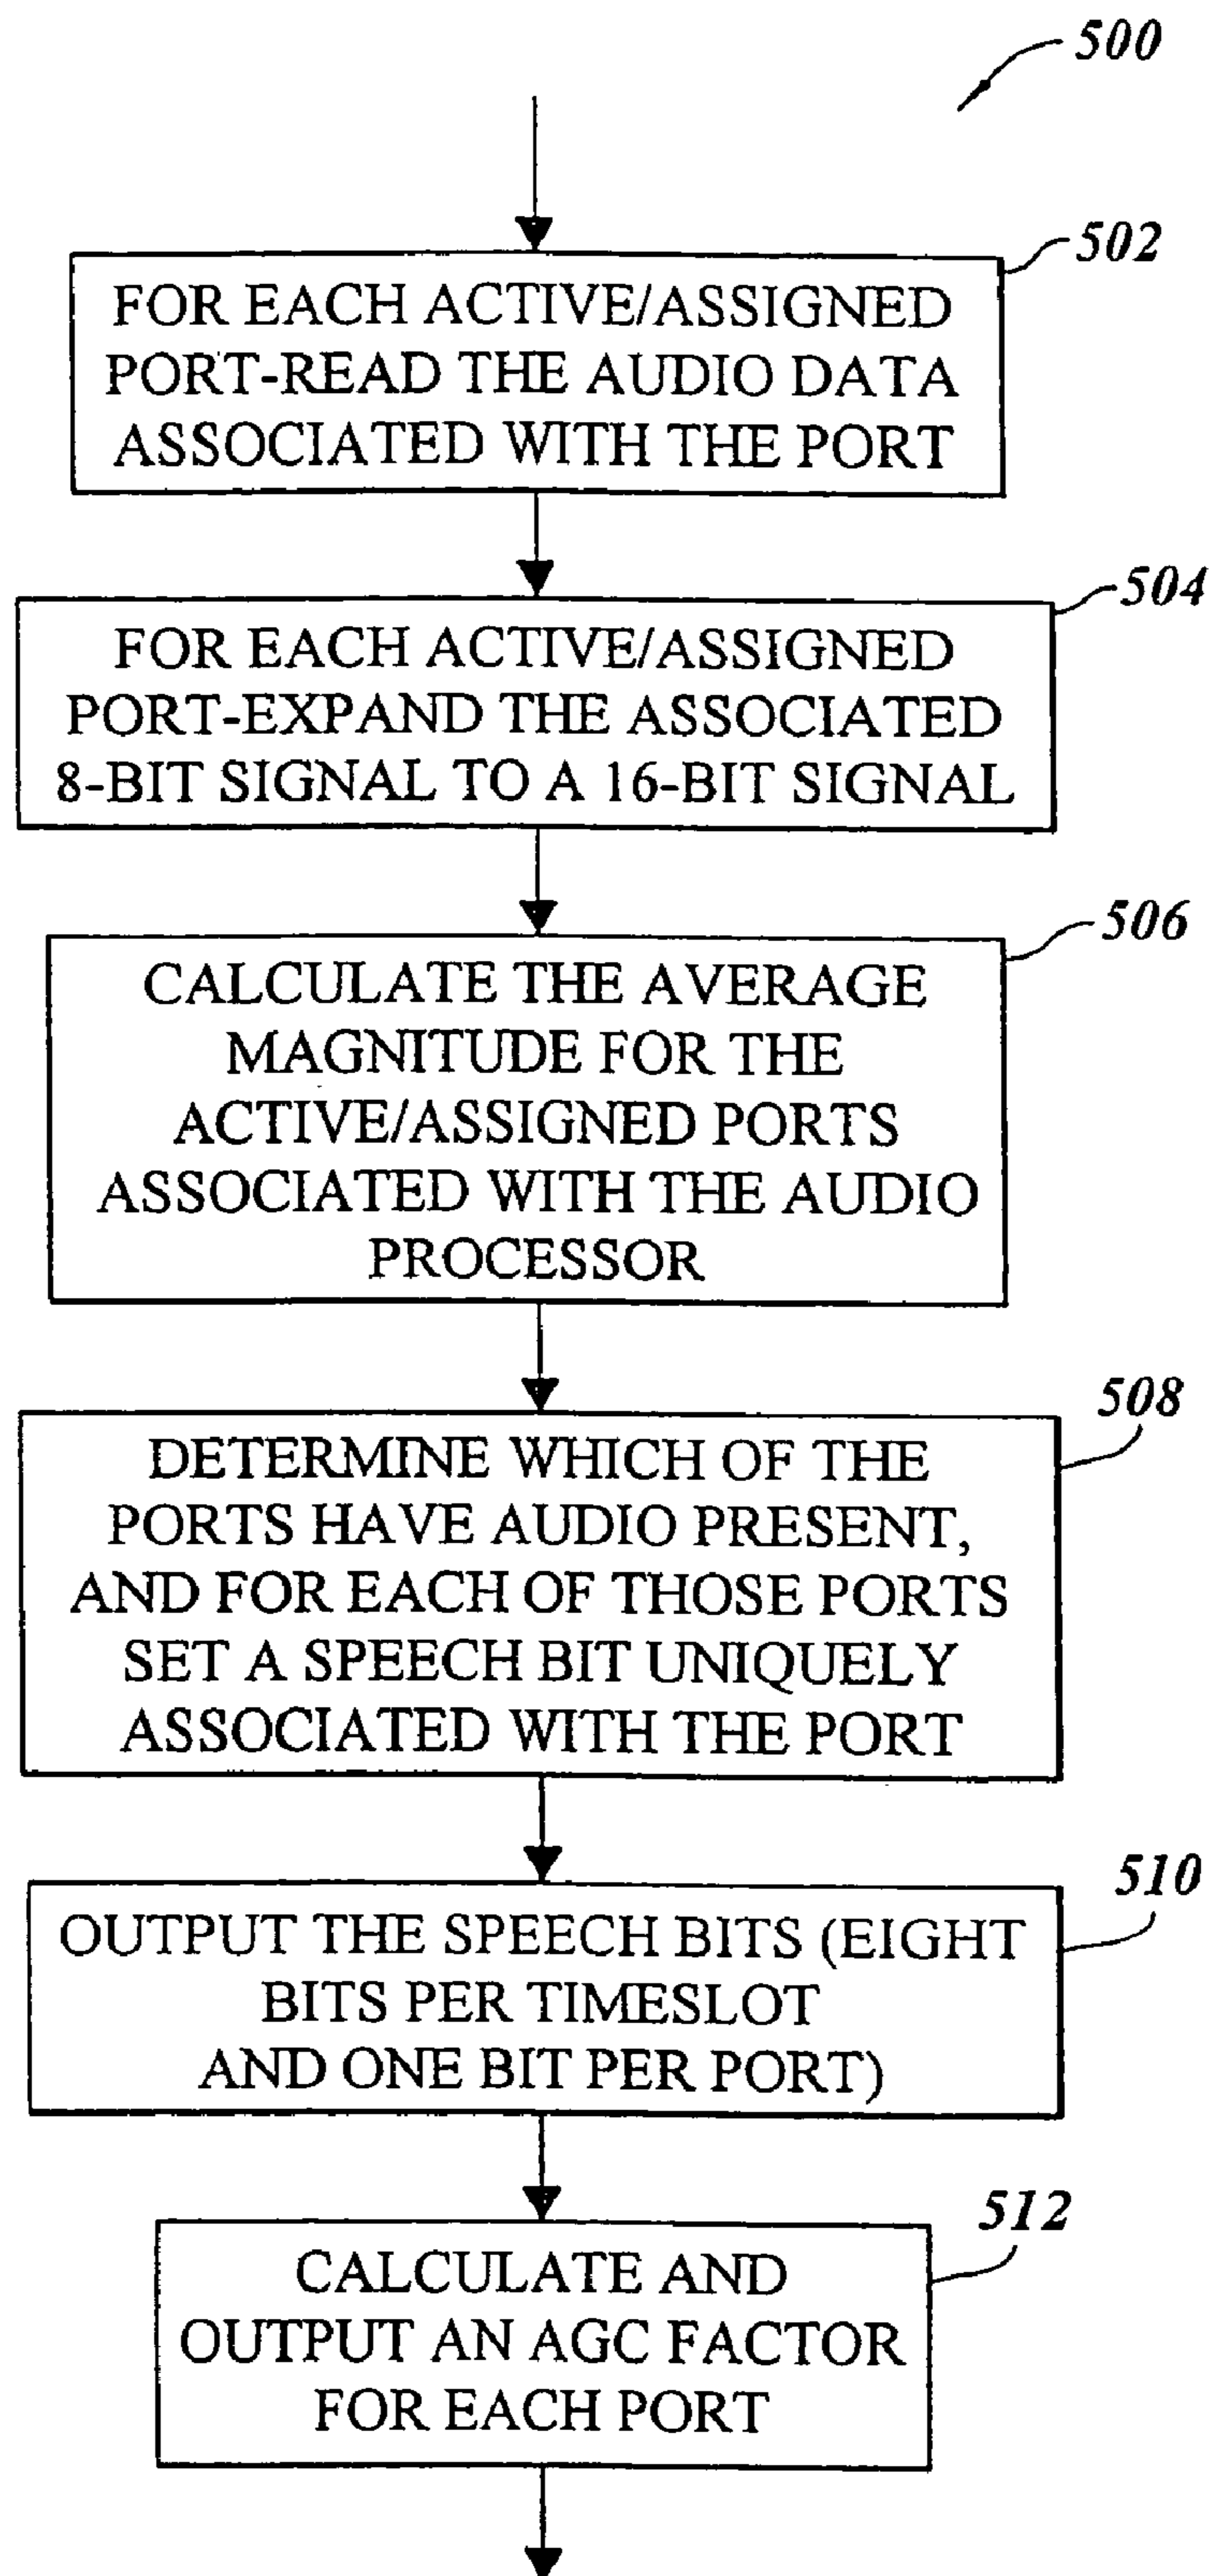 500
502
FOR EACH ACTIVE/ASSIGNED
PORT-READ THE AUDIO DATA
ASSOCIATED WITH THE PORT
504
FOR EACH ACTIVE/ASSIGNED
PORT-EXPAND THE ASSOCIATED
8-BIT SIGNAL TO A 16-BIT SIGNAL
506
CALCULATE THE AVERAGE
MAGNITUDE FOR THE
ACTIVE/ASSIGNED PORTS
ASSOCIATED WITH THE AUDIO
PROCESSOR
508
DETERMINE WHICH OF THE
PORTS HAVE AUDIO PRESENT,
AND FOR EACH OF THOSE PORTS
SET A SPEECH BIT UNIQUELY
ASSOCIATED WITH THE PORT
510
OUTPUT THE SPEECH BITS (EIGHT
BITS PER TIMESLOT
AND ONE BIT PER PORT)
512
CALCULATE AND
OUTPUT AN AGC FACTOR
FOR EACH PORT